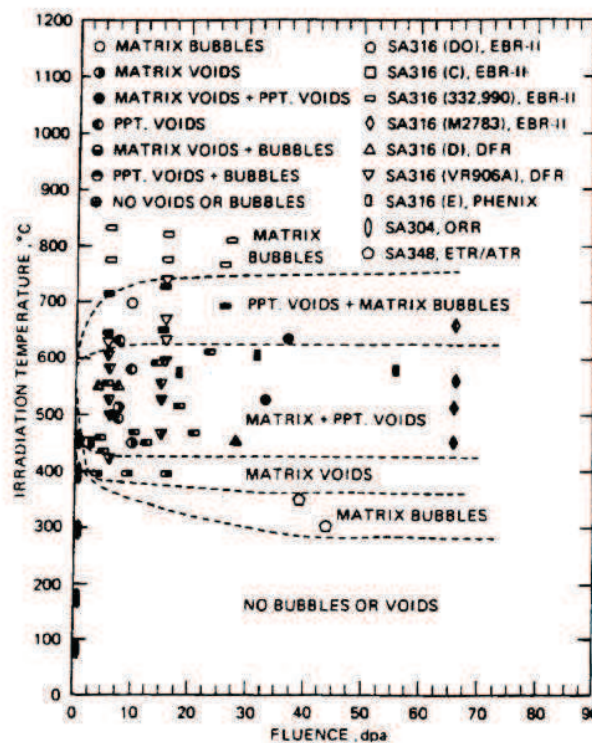 1200
1100
1000
900
800
700
600
500
400
300
200
100
0
IRRADIATION TEMPERATURE, °C
MATRIX BUBBLES
MATRIX VOIDS
MATRIX VOIDS + PPT. VOIDS
PPT. VOIDS
MATRIX VOIDS + BUBBLES
PPT. VOIDS + BUBBLES
NO VOIDS OR BUBBLES
SA316 (DO), EBR-II
SA316 (C), EBR-II
SA316 (332,990), EBR-II
SA316 (M2783), EBR-II
SA316 (D), DFR
SA316 (VR906A), DFR
SA316 (E), PHENIX
SA304, ORR
SA348, ETR/ATR
MATRIX
BUBBLES
PPT. VOIDS + MATRIX BUBBLES
MATRIX + PPT. VOIDS
MATRIX VOIDS
MATRIX BUBBLES
NO BUBBLES OR VOIDS
0 10 20 30 40 50 60 70 80 90
FLUENCE, dpa